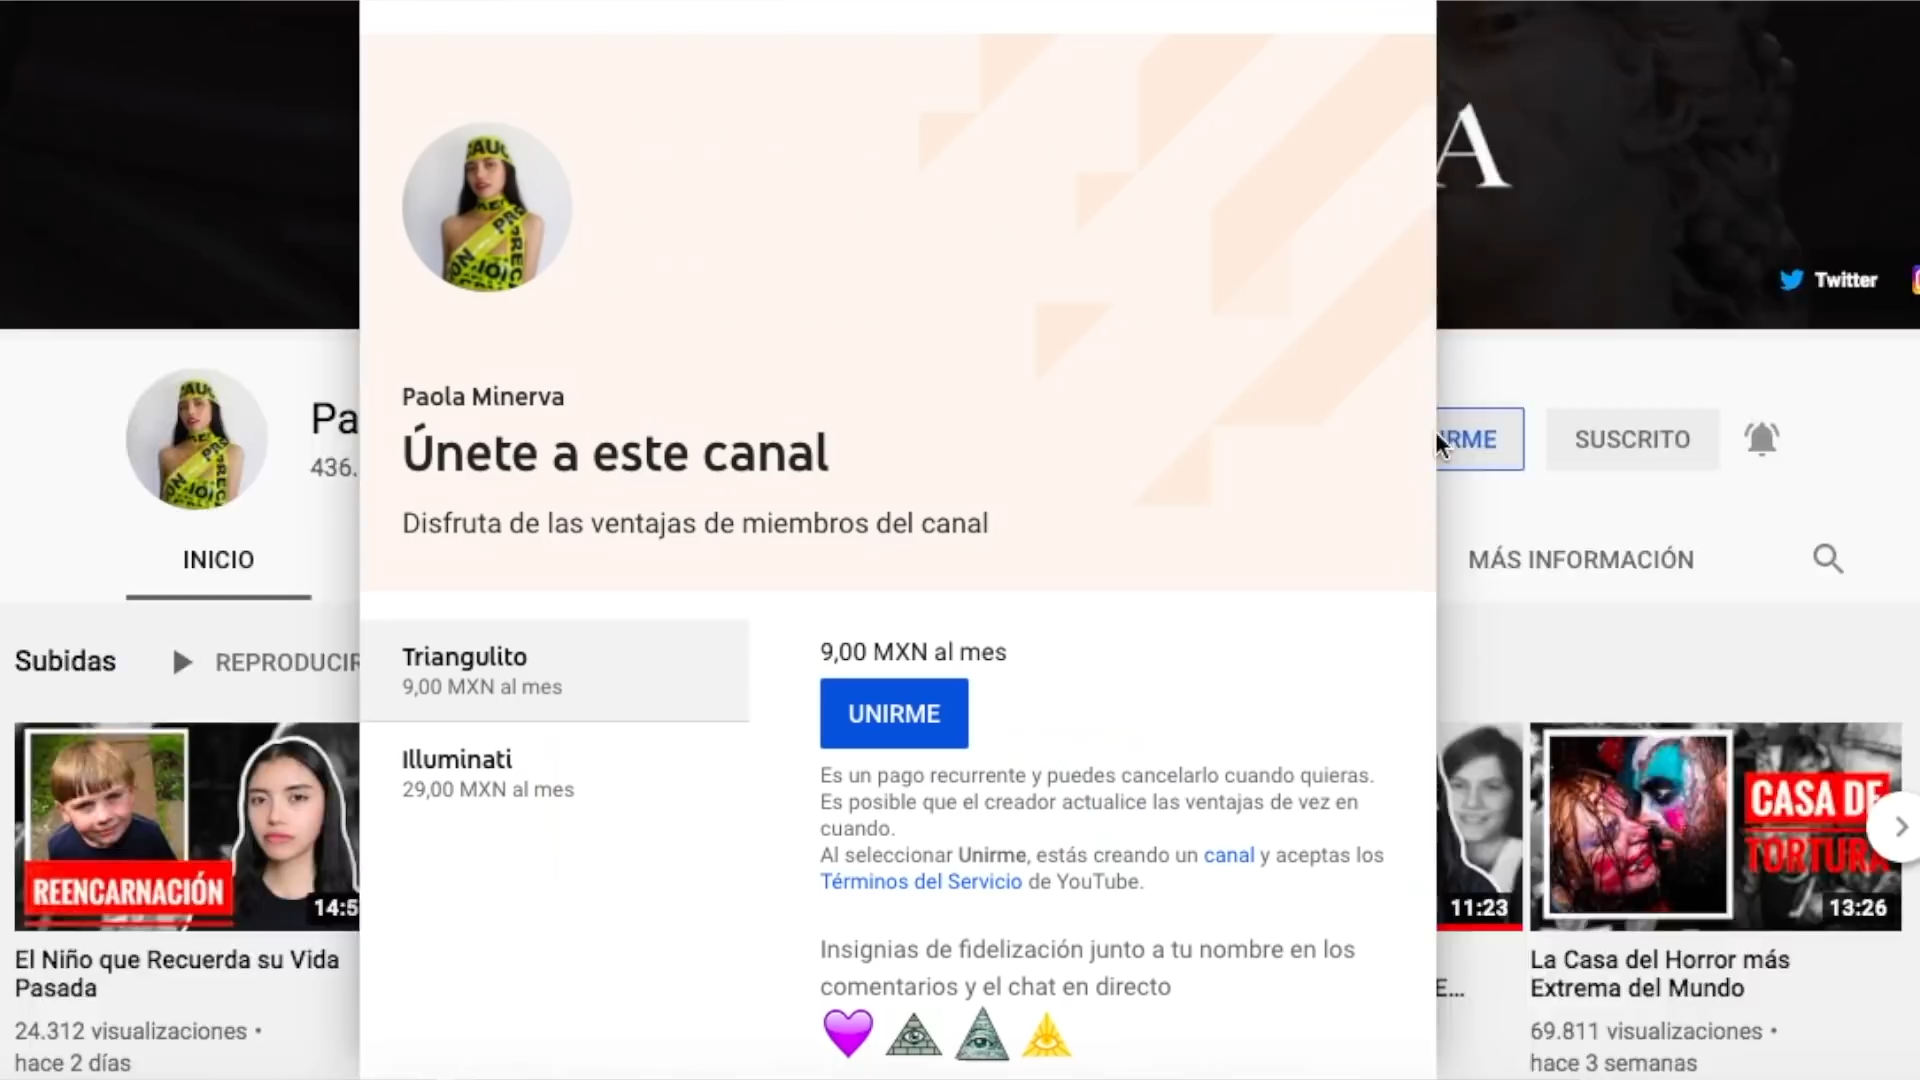 A
Twitter
Pa
436.
Paola Minerva
Únete a este canal
Disfruta de las ventajas de miembros del canal
SUSCRITO
INICIO
MÁS INFORMACIÓN
Subidas
REPRODUCIR
Triangulito
9,00 MXN al mes
Illuminati
29,00 MXN al mes
9,00 MXN al mes
UNIRME
Es un pago recurrente y puedes cancelarlo cuando quieras.
Es posible que el creador actualice las ventajas de vez en
cuando.
Al seleccionar Unirme, estás creando un canal y aceptas los
Términos del Servicio de YouTube.
Insignias de fidelización junto a tu nombre en los
comentarios y el chat en directo
REENCARNACIÓN
14:5
El Niño que Recuerda su Vida
Pasada
24.312 visualizaciones •
hace 2 días
11:23
E...
CASA DE
TORTURA
13:26
La Casa del Horror más
Extrema del Mundo
69.811 visualizaciones •
hace 3 semanas